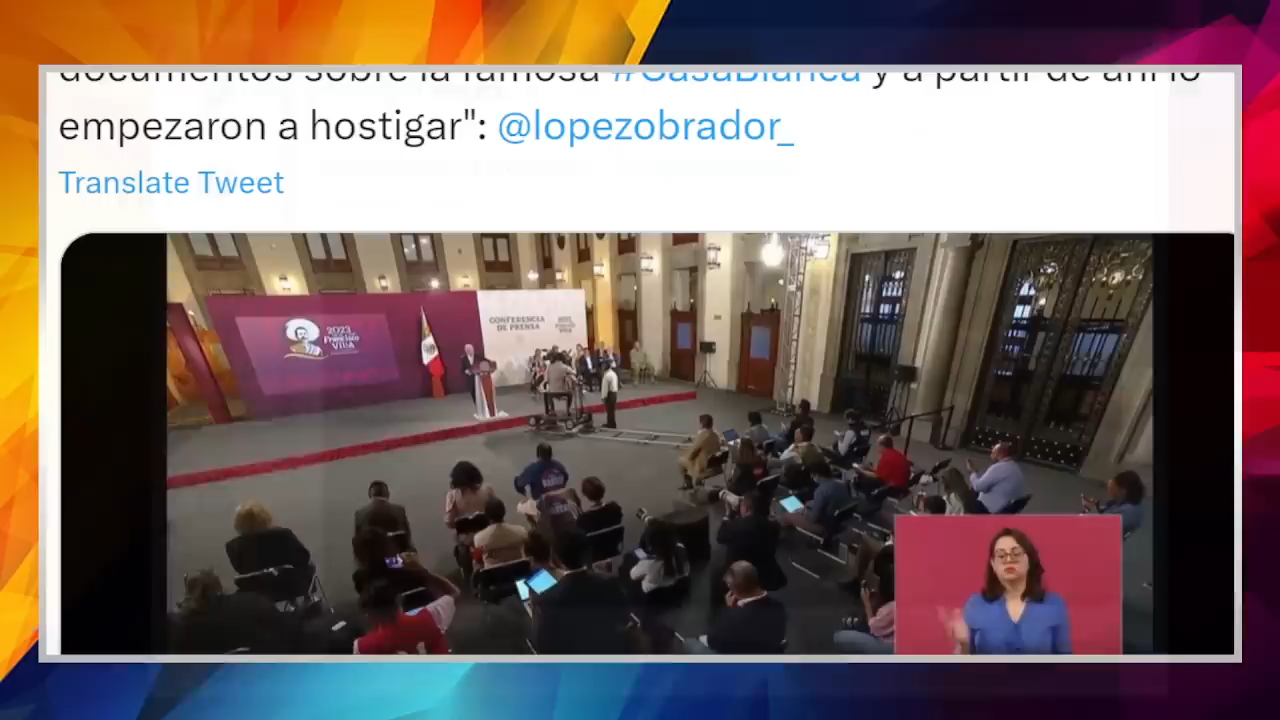 documentos sobre la famosa #CasaBlanca y a partir de ahí lo
empezaron a hostigar": @lopezobrador_
Translate Tweet
2023
Francisco
VILLA
CONFERENCIA
DE PRENSA